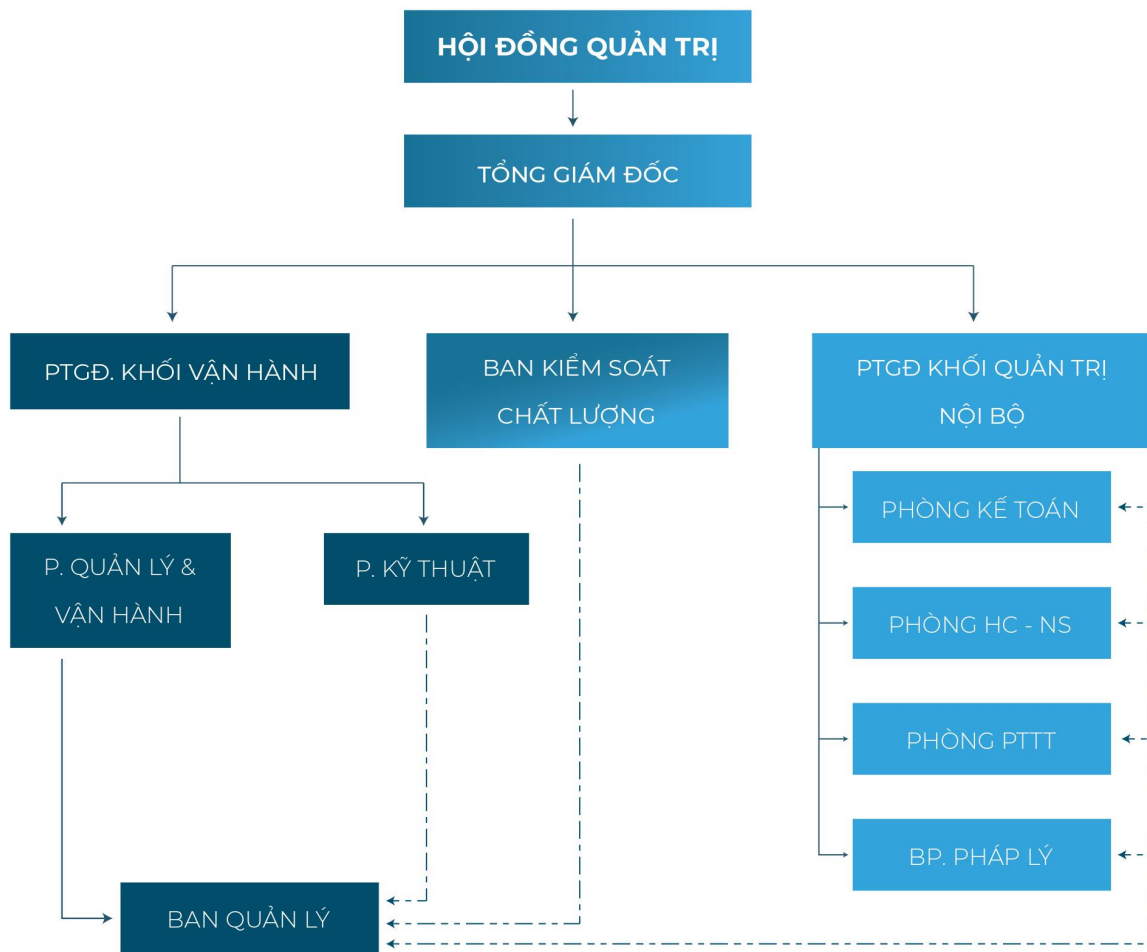 HỘI ĐỒNG QUẢN TRỊ
TỔNG GIÁM ĐỐC
PTGĐ. KHỐI VẬN HÀNH
BAN KIỂM SOÁT
CHẤT LƯỢNG
PTGĐ KHỐI QUẢN TRỊ
NỘI BỘ
P. QUẢN LÝ &
VẬN HÀNH
P. KỸ THUẬT
PHÒNG KẾ TOÁN
PHÒNG HC - NS
PHÒNG PTTT
BP. PHÁP LÝ
BAN QUẢN LÝ